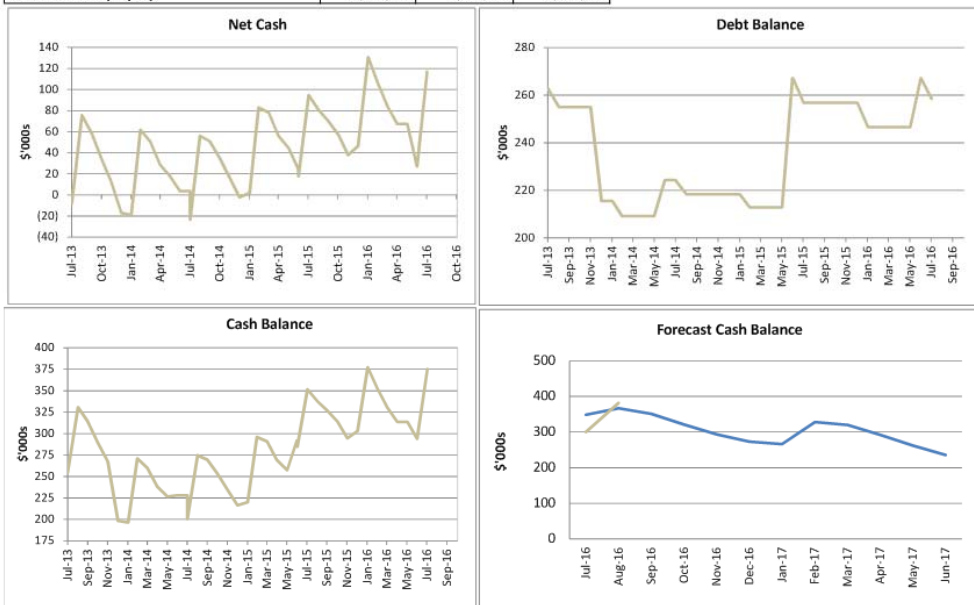 Net Cash
140
120
100
80
60
40
20
0
(20)
(40)
$'000s
Jul-13
Oct-13
Jan-14
Apr-14
Jul-14
Oct-14
Jan-15
Apr-15
Jul-15
Oct-15
Jan-16
Apr-16
Jul-16
Oct-16
Debt Balance
280
260
240
220
200
$'000s
Jul-13
Sep-13
Nov-13
Jan-14
Mar-14
May-14
Jul-14
Sep-14
Nov-14
Jan-15
Mar-15
May-15
Jul-15
Sep-15
Nov-15
Jan-16
Mar-16
May-16
Jul-16
Sep-16
Cash Balance
400
375
350
325
300
275
250
225
200
175
$'000s
Jul-13
Sep-13
Nov-13
Jan-14
Mar-14
May-14
Jul-14
Sep-14
Nov-14
Jan-15
Mar-15
May-15
Jul-15
Sep-15
Nov-15
Jan-16
Mar-16
May-16
Jul-16
Sep-16
Forecast Cash Balance
500
400
300
200
100
0
$'000s
Jul-16
Aug-16
Sep-16
Oct-16
Nov-16
Dec-16
Jan-17
Feb-17
Mar-17
Apr-17
May-17
Jun-17